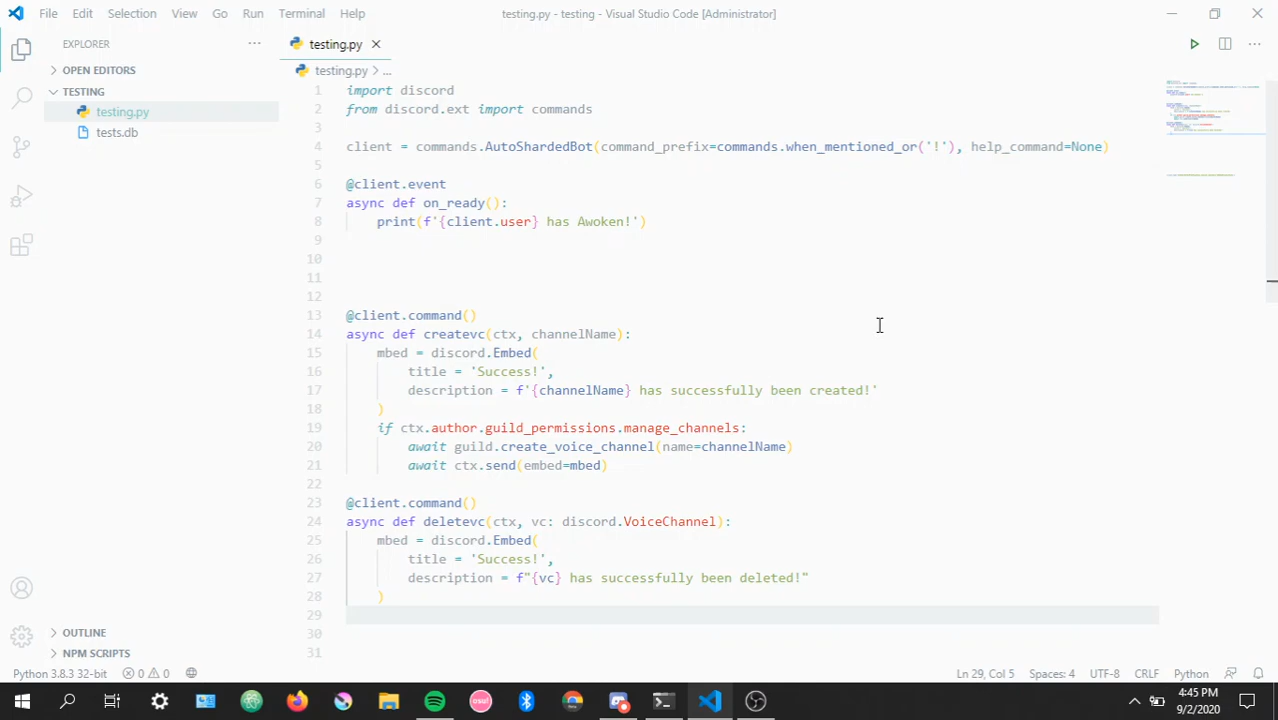 File Edit Selection View Go Run Terminal Help
testing.py - testing - Visual Studio Code [Administrator]
EXPLORER
testing.py
OPEN EDITORS
testing.py > ...
TESTING
testing.py
tests.db
OUTLINE
NPM SCRIPTS
1 import discord
2 from discord.ext import commands
3
4 client = commands.AutoShardedBot(command_prefix=commands.when_mentioned_or('!'), help_command=None)
5
6 @client.event
7 async def on_ready():
8 print(f'{client.user} has Awoken!')
9
10
11
12
13 @client.command()
14 async def createvc(ctx, channelName):
15 mbed = discord.Embed(
16 title = 'Success!',
17 description = f'{channelName} has successfully been created!'
18 )
19 if ctx.author.guild_permissions.manage_channels:
20 await guild.create_voice_channel(name=channelName)
21 await ctx.send(embed=mbed)
22
23 @client.command()
24 async def deletevc(ctx, vc: discord.VoiceChannel):
25 mbed = discord.Embed(
26 title = 'Success!',
27 description = f"{vc} has successfully been deleted!"
28 )
29
30
31
Python 3.8.3 32-bit 0 0 Ln 29, Col 5 Spaces: 4 UTF-8 CRLF Python
osu!
4:45 PM
9/2/2020